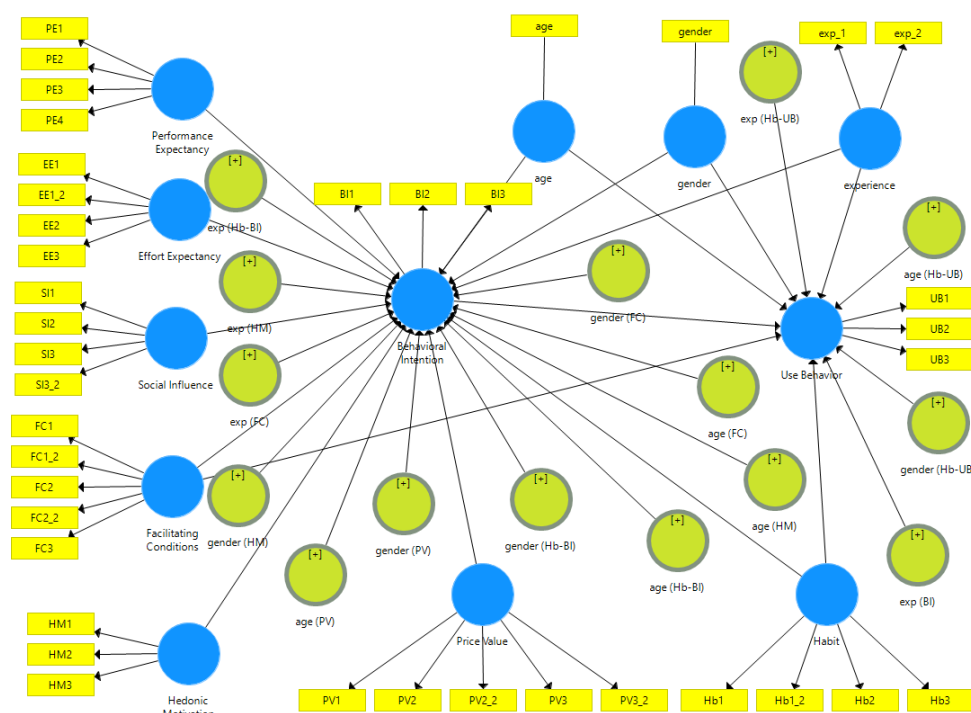 PE1
PE2
PE3
PE4
Performance
Expectancy
age
gender
exp_1
exp_2
[+]
exp (Hb-UB)
age
gender
experience
EE1
EE1_2
EE2
EE3
Effort Expectancy
[+]
exp (Hb-BI)
BI1
BI2
BI3
[+]
age (Hb-UB)
SI1
SI2
SI3
SI3_2
Social Influence
[+]
exp (HM)
[+]
gender (FC)
Behavioral
Intention
UB1
UB2
UB3
Use Behavior
[+]
exp (FC)
[+]
age (FC)
[+]
gender (Hb-UB
FC1
FC1_2
FC2
FC2_2
FC3
Facilitating
Conditions
[+]
gender (HM)
[+]
gender (PV)
[+]
gender (Hb-BI)
[+]
age (HM)
[+]
age (PV)
[+]
age (Hb-BI)
[+]
exp (BI)
HM1
HM2
HM3
Hedonic
Motivation
Price Value
PV1
PV2
PV2_2
PV3
PV3_2
Habit
Hb1
Hb1_2
Hb2
Hb3